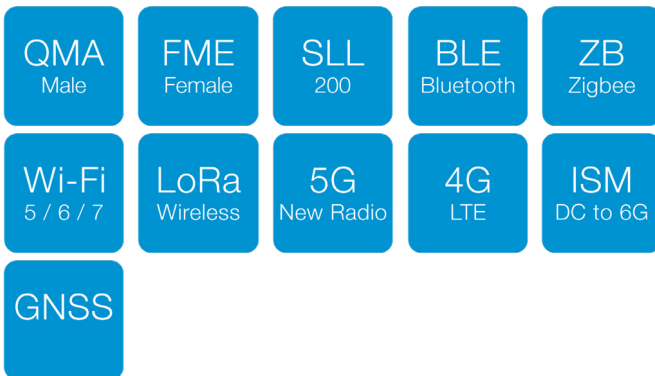 QMA
Male
FME
Female
SLL
200
BLE
Bluetooth
ZB
Zigbee
Wi-Fi
5 / 6 / 7
LoRa
Wireless
5G
New Radio
4G
LTE
ISM
DC to 6G
GNSS